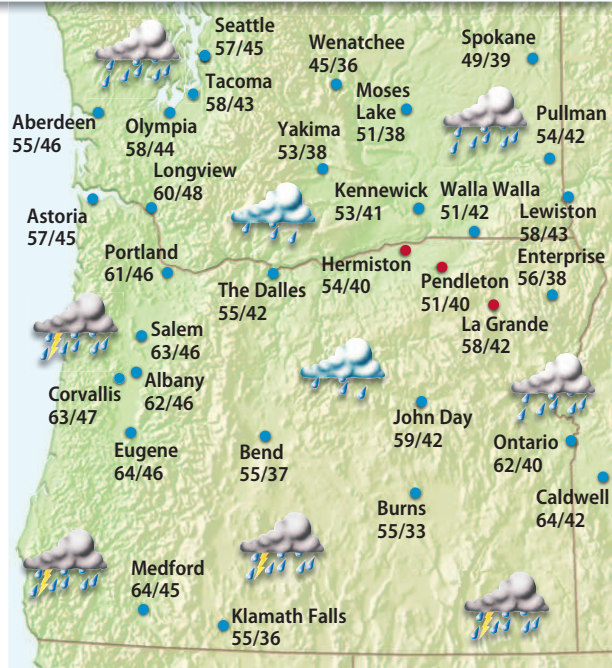 Seattle
57/45
Wenatchee
45/36
Spokane
49/39
Tacoma
58/43
Moses
Lake
51/38
Aberdeen
55/46
Olympia
58/44
Yakima
53/38
Pullman
54/42
Longview
60/48
Kennewick
53/41
Walla Walla
51/42
Lewiston
58/43
Astoria
57/45
Portland
61/46
The Dalles
55/42
Hermiston
54/40
Pendleton
51/40
Enterprise
56/38
La Grande
58/42
Salem
63/46
Corvallis
63/47
Albany
62/46
John Day
59/42
Eugene
64/46
Bend
55/37
Ontario
62/40
Caldwell
64/42
Burns
55/33
Medford
64/45
Klamath Falls
55/36